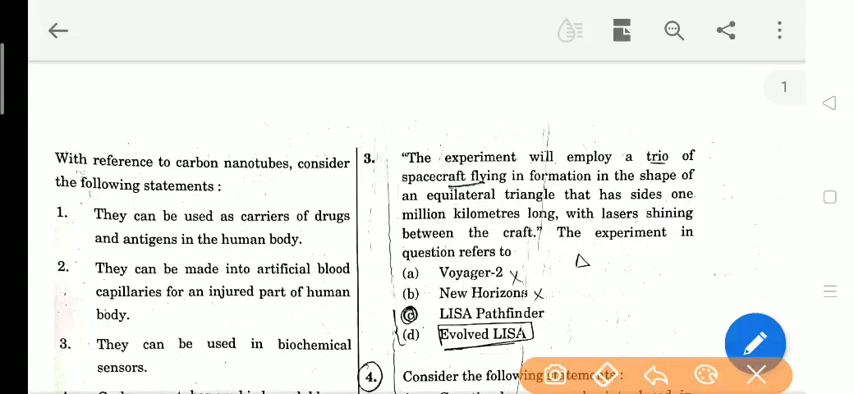 1
With reference to carbon nanotubes, consider
the following statements :
1. They can be used as carriers of drugs
and antigens in the human body.
2. They can be made into artificial blood
capillaries for an injured part of human
body.
3. They can be used in biochemical
sensors.
3. "The experiment will employ a trio of
spacecraft flying in formation in the shape of
an equilateral triangle that has sides one
million kilometres long, with lasers shining
between the craft." The experiment in
question refers to
(a) Voyager-2
(b) New Horizons
LISA Pathfinder
(d) Evolved LISA
4. Consider the following statements :